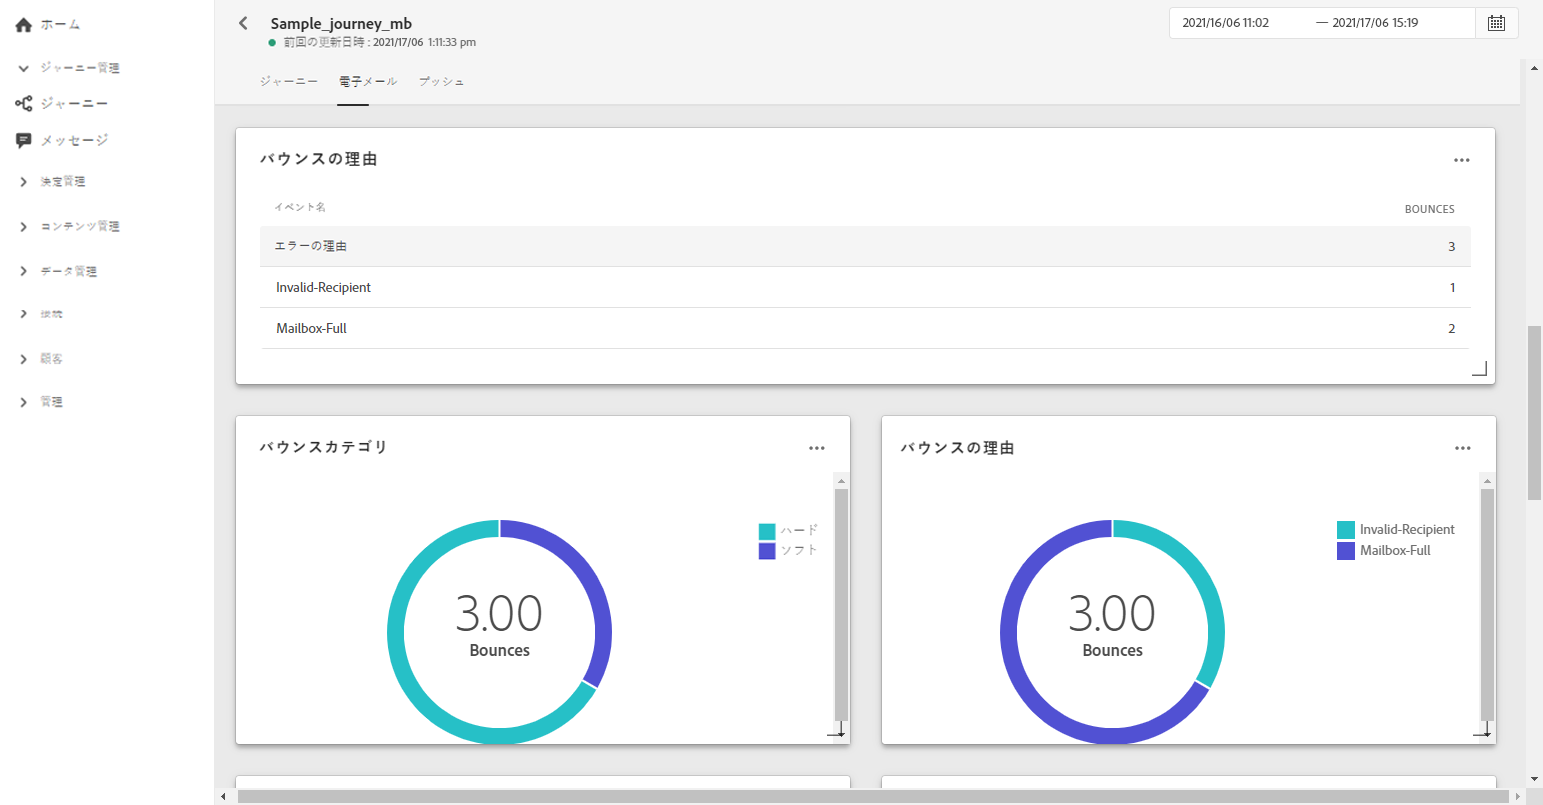 ホーム
ジャーニー管理
ジャーニー
メッセージ
決定管理
コンテンツ管理
データ管理
顧客
管理
Sample_journey_mb
前回の更新日時 : 2021/17/06 1:11:33 pm
2021/16/06 11:02 — 2021/17/06 15:19
ジャーニー 電子メール プッシュ
バウンスの理由
イベント名 BOUNCES
エラーの理由 3
Invalid-Recipient 1
Mailbox-Full 2
バウンスカテゴリ
ハード
ソフト
3.00
Bounces
バウンスの理由
Invalid-Recipient
Mailbox-Full
3.00
Bounces